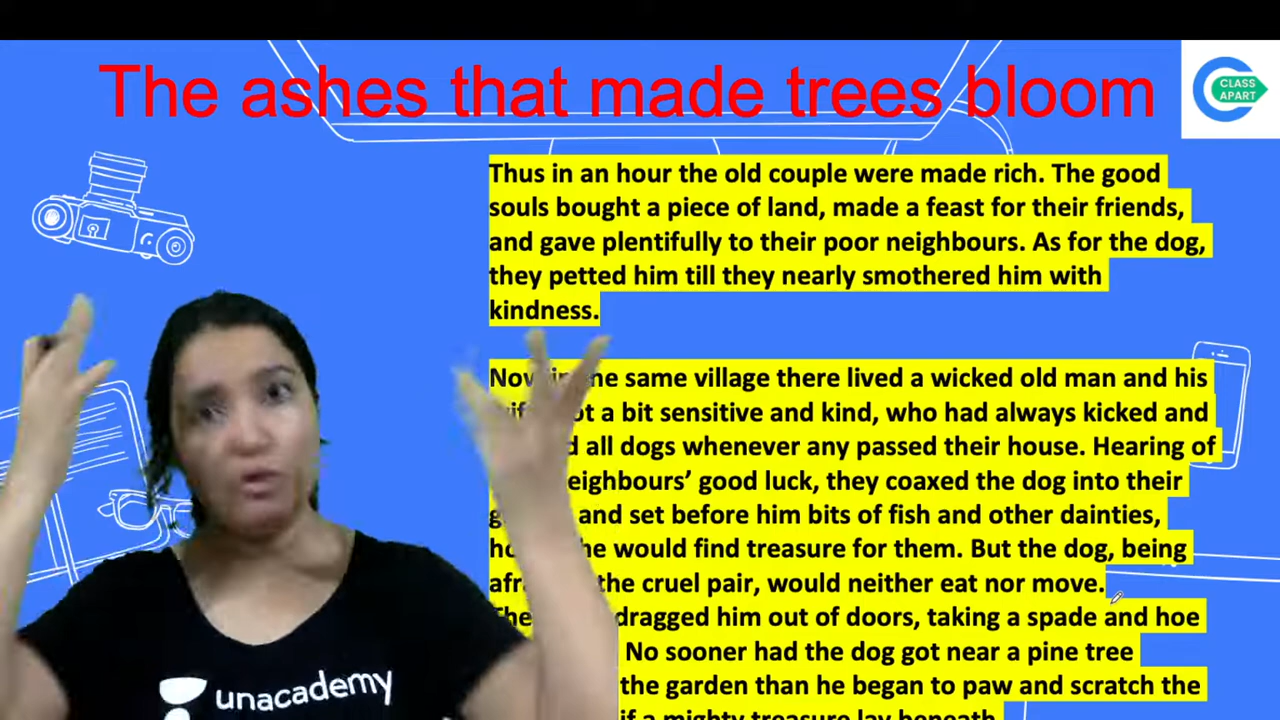 The ashes that made trees bloom
CLASS
APART
Thus in an hour the old couple were made rich. The good
souls bought a piece of land, made a feast for their friends,
and gave plentifully to their poor neighbours. As for the dog,
they petted him till they nearly smothered him with
kindness.
Now in the same village there lived a wicked old man and his
a bit sensitive and kind, who had always kicked and
all dogs whenever any passed their house. Hearing of
neighbours’ good luck, they coaxed the dog into their
and set before him bits of fish and other dainties,
he would find treasure for them. But the dog, being
the cruel pair, would neither eat nor move.
dragged him out of doors, taking a spade and hoe
No sooner had the dog got near a pine tree
the garden than he began to paw and scratch the
if a mighty treasure lay beneath.
unacademy